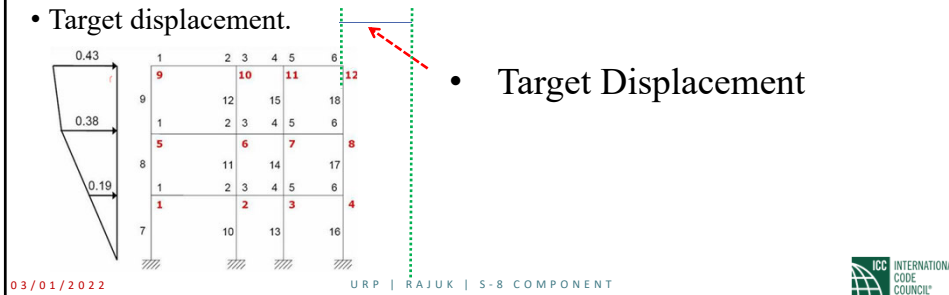 • Target displacement.
0.43
1 2 3 4 5 6
9 10 11 12
• Target Displacement
9 12 15 18
0.38
1 2 3 4 5 6
5 6 7 8
8 11 14 17
0.19
1 2 3 4 5 6
1 2 3 4
7 10 13 16
03/01/2022
URP | RAJUK | S-8 COMPONENT
ICC INTERNATIONA
CODE
COUNCIL®